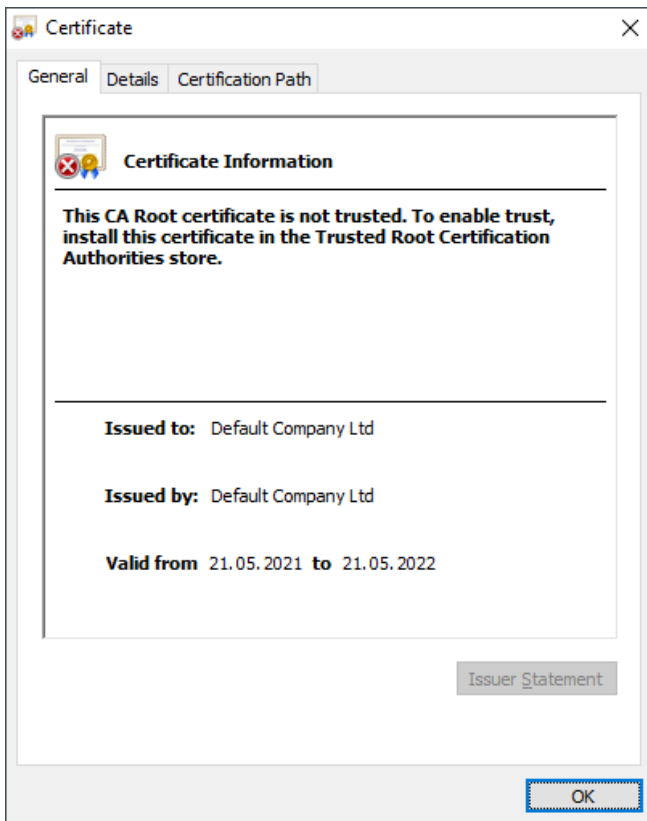 Certificate
General Details Certification Path
Certificate Information
This CA Root certificate is not trusted. To enable trust,
install this certificate in the Trusted Root Certification
Authorities store.
Issued to: Default Company Ltd
Issued by: Default Company Ltd
Valid from 21.05.2021 to 21.05.2022
Issuer Statement
OK